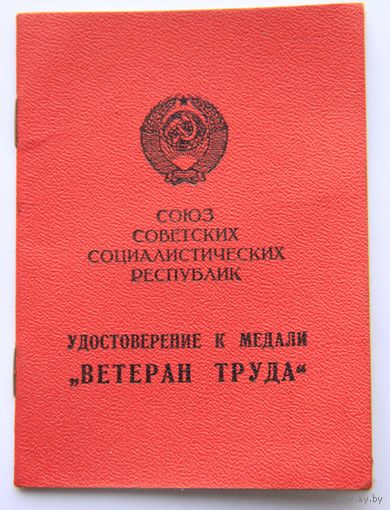 СОЮЗ
СОВЕТСКИХ
СОЦИАЛИСТИЧЕСКИХ
РЕСПУБЛИК
УДОСТОВЕРЕНИЕ К МЕДАЛИ
„ВЕТЕРАН ТРУДА“